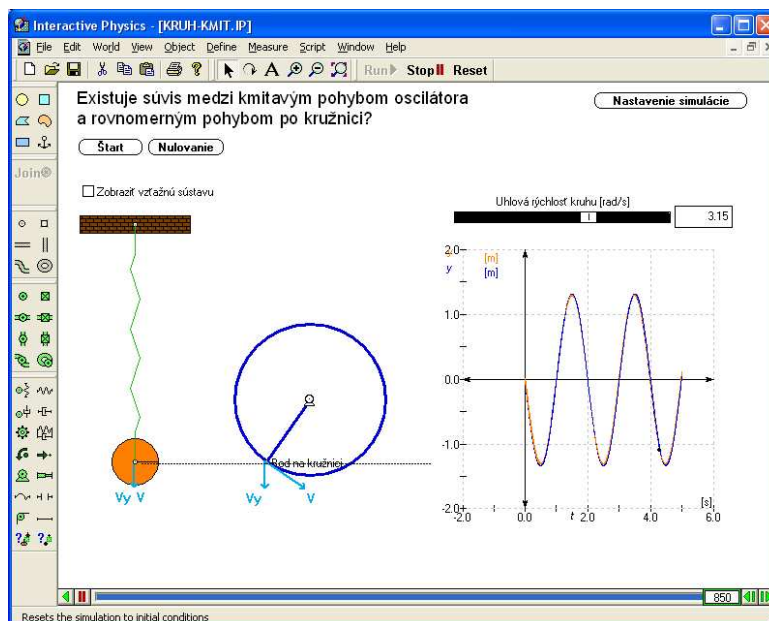 Interactive Physics - [KRUH-KMIT.IP]
File Edit World View Object Define Measure Script Window Help
Run Stop Reset
Existuje súvis medzi kmitavým pohybom oscilátora
a rovnomerným pohybom po kružnici?
Nastavenie simulácie
Štart Nulovanie
Join®
Zobraziť vzťažnú sústavu
Uhlová rýchlosť kruhu [rad/s]
3.15
2.0
y [m]
y [m]
1.0
0.0
-1.0
-2.0
[s]
-2.0 0.0 t 2.0 4.0 6.0
Bod na kružnici
Vy V
Vy V
850
Resets the simulation to initial conditions